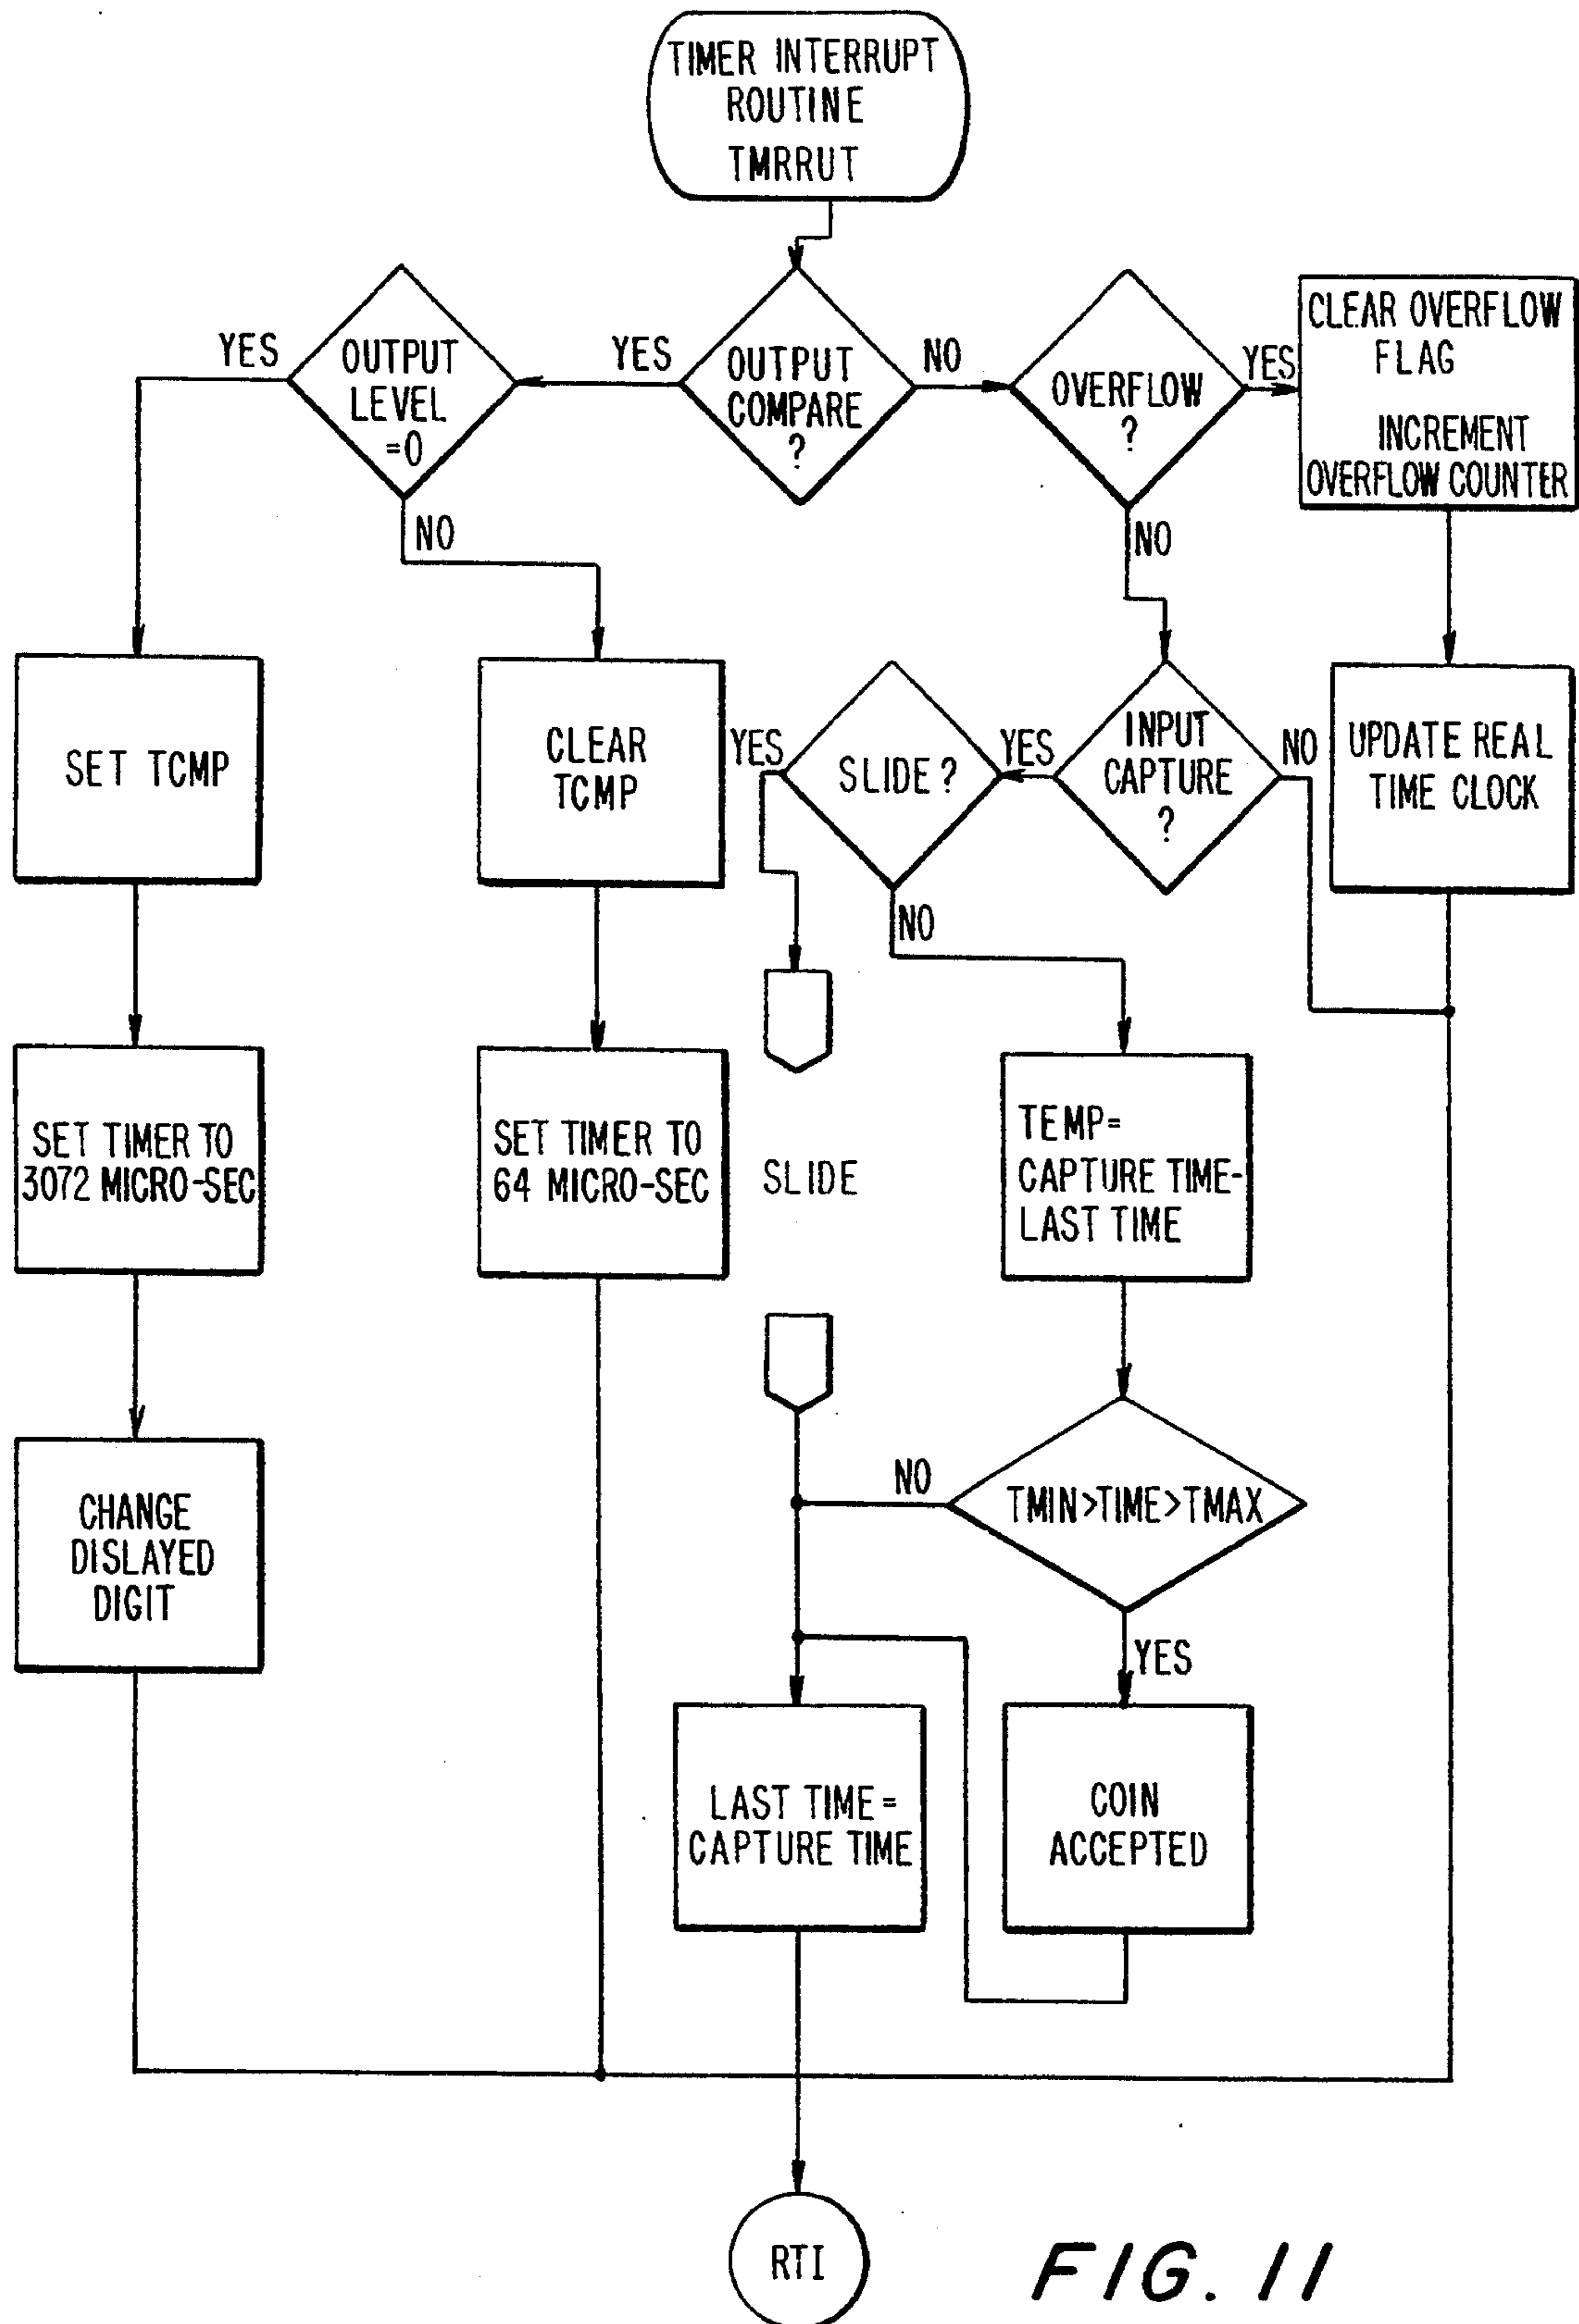 TIMER INTERRUPT
ROUTINE
TMRRUT
YES
OUTPUT
LEVEL
=0
YES
OUTPUT
COMPARE
?
NO
OVERFLOW
?
YES
CLEAR OVERFLOW
FLAG
INCREMENT
OVERFLOW COUNTER
NO
NO
SET TCMP
CLEAR
TCMP
YES
SLIDE?
YES
INPUT
CAPTURE
?
NO
UPDATE REAL
TIME CLOCK
NO
SET TIMER TO
3072 MICRO-SEC
SET TIMER TO
64 MICRO-SEC
SLIDE
TEMP=
CAPTURE TIME-
LAST TIME
CHANGE
DISLAYED
DIGIT
NO
TMIN>TIME>TMAX
YES
LAST TIME=
CAPTURE TIME
COIN
ACCEPTED
RTI
FIG. 11